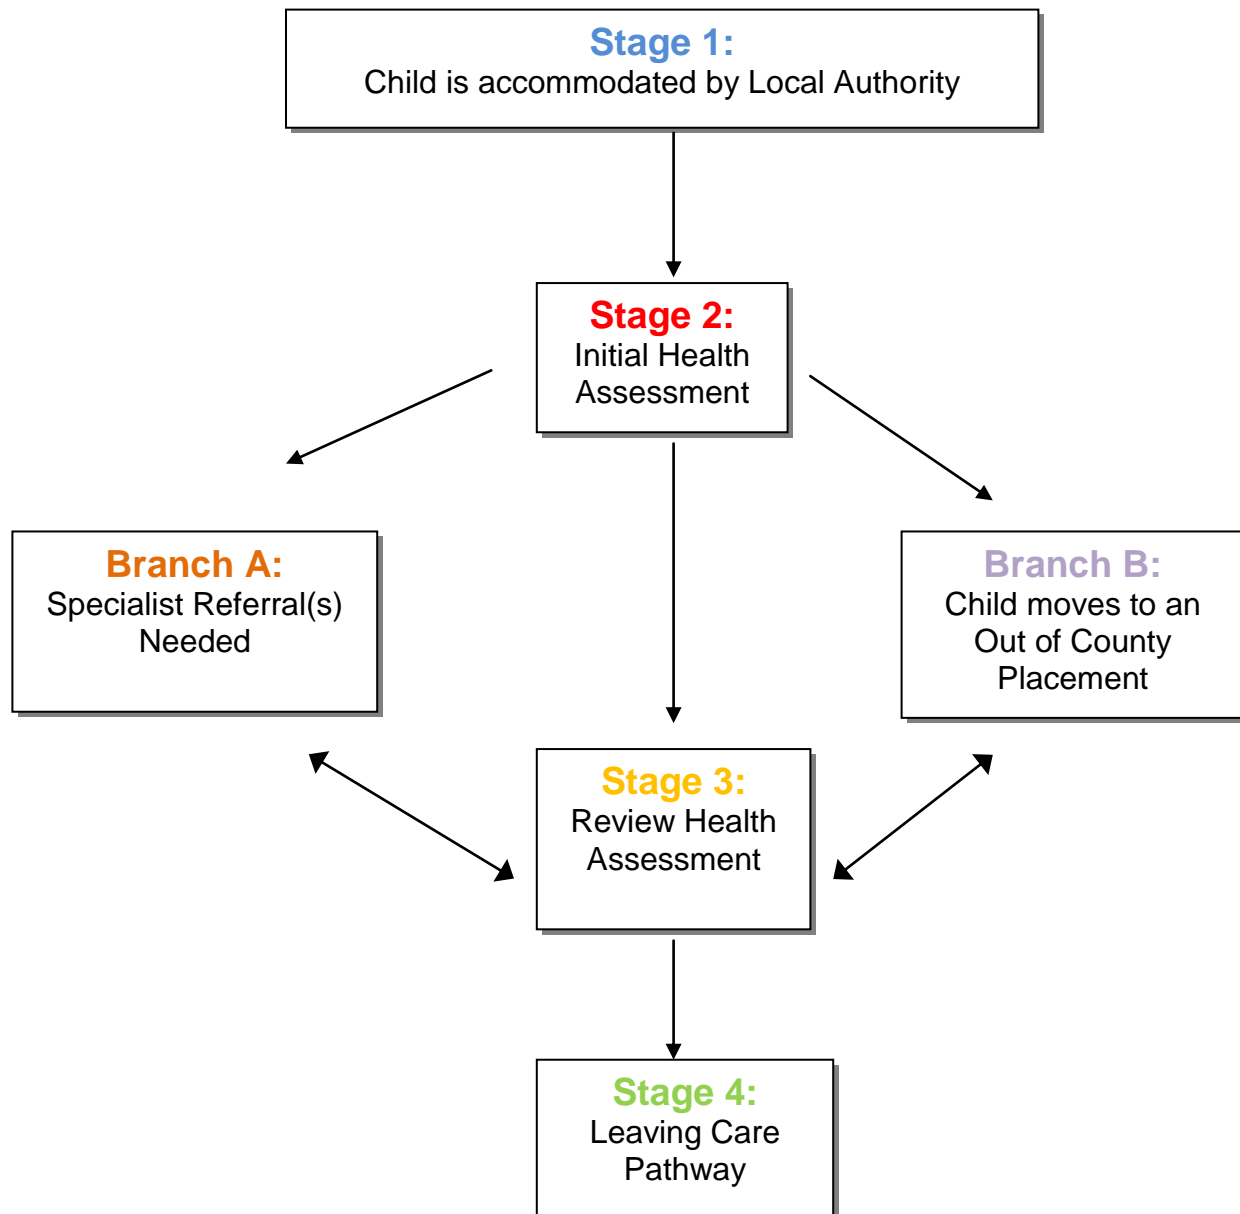 Stage 1:
Child is accommodated by Local Authority
Stage 2:
Initial Health
Assessment
Branch A:
Specialist Referral(s)
Needed
Branch B:
Child moves to an
Out of County
Placement
Stage 3:
Review Health
Assessment
Stage 4:
Leaving Care
Pathway